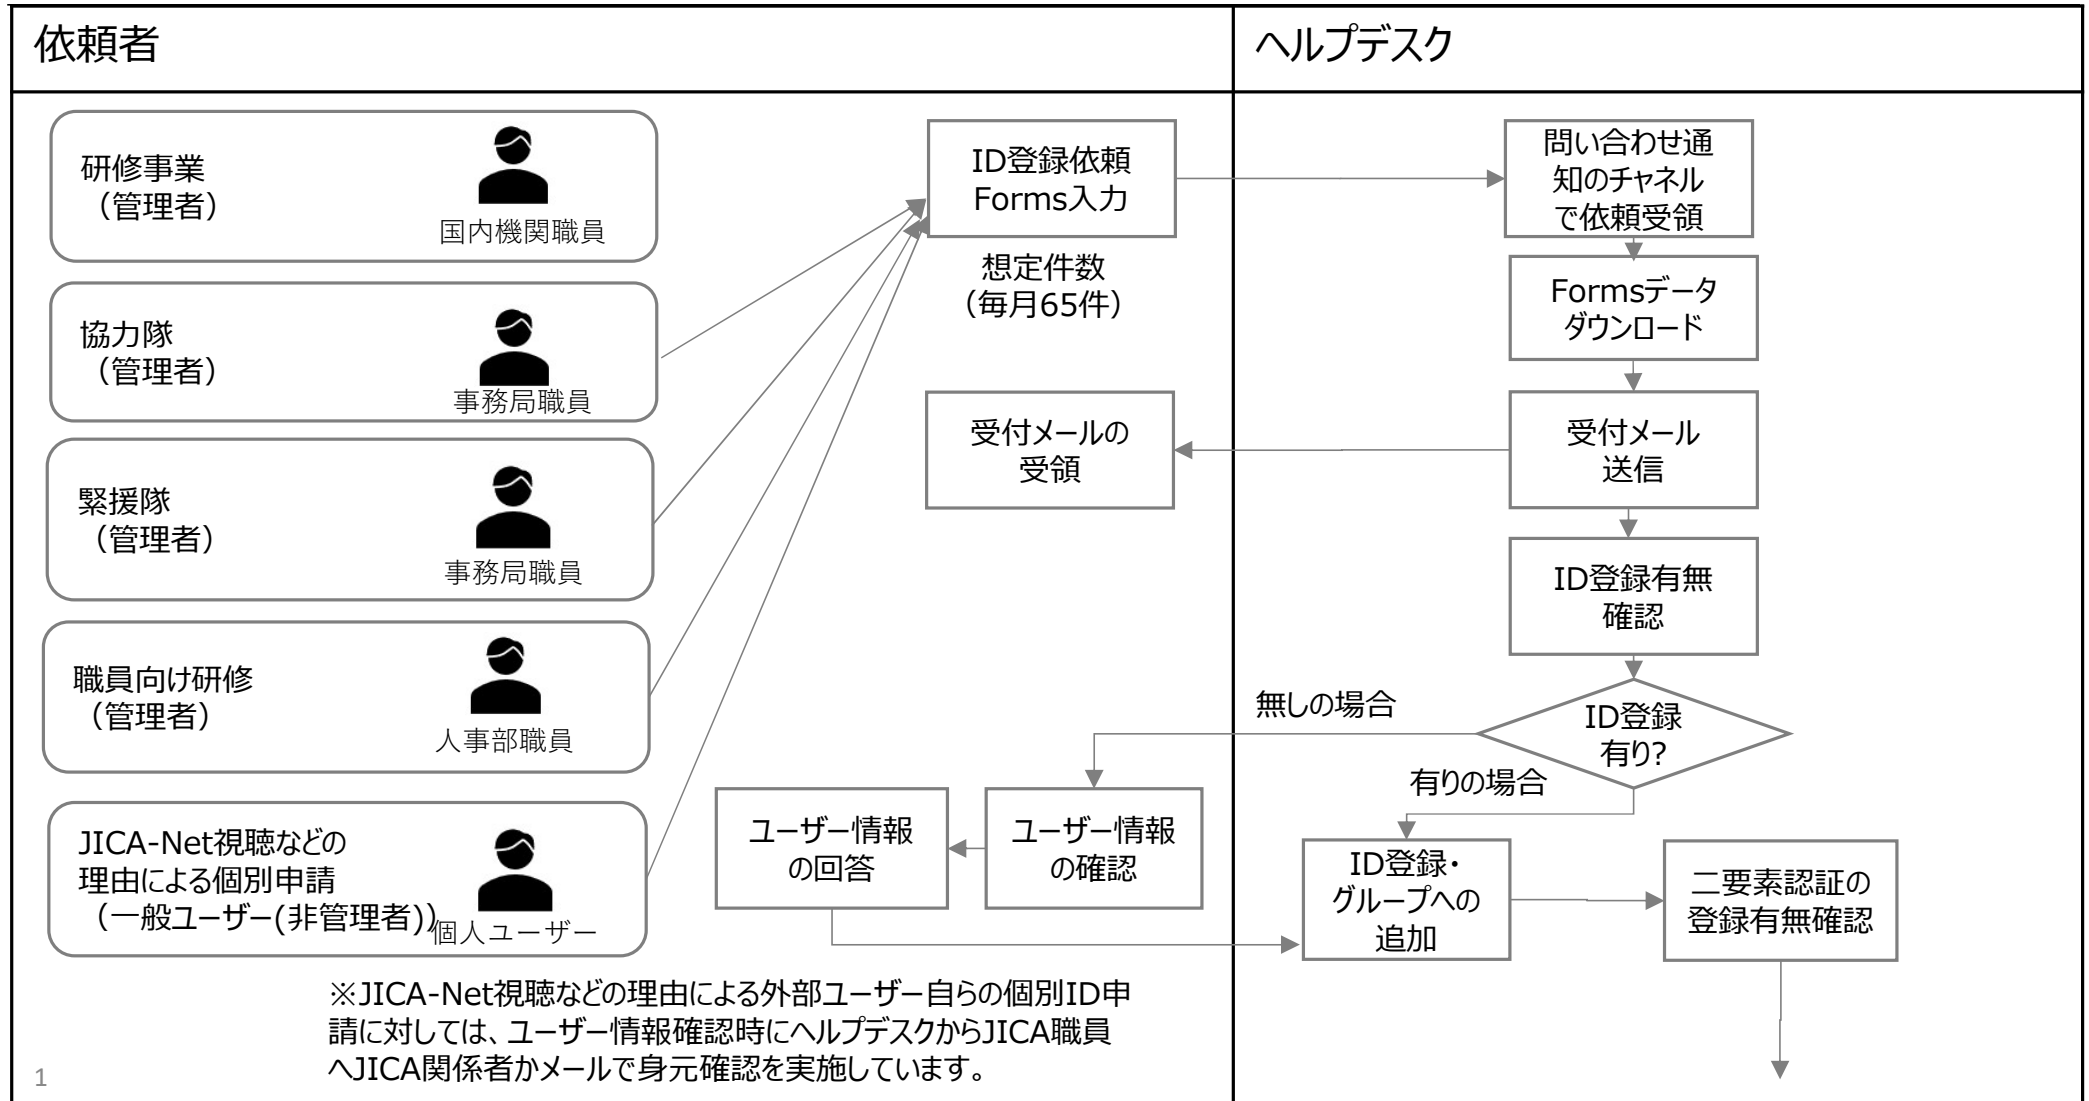 依頼者
ヘルプデスク
研修事業
（管理者）
国内機関職員
協力隊
（管理者）
事務局職員
緊援隊
（管理者）
事務局職員
職員向け研修
（管理者）
人事部職員
JICA-Net視聴などの
理由による個別申請
（一般ユーザー(非管理者)）
個人ユーザー
ID登録依頼
Forms入力
想定件数
（毎月65件）
受付メールの
受領
ユーザー情報
の回答
ユーザー情報
の確認
※JICA-Net視聴などの理由による外部ユーザー自らの個別ID申
請に対しては、ユーザー情報確認時にヘルプデスクからJICA職員
へJICA関係者かメールで身元確認を実施しています。
1
問い合わせ通
知のチャネル
で依頼受領
Formsデータ
ダウンロード
受付メール
送信
ID登録有無
確認
ID登録
有り?
無しの場合
有りの場合
ID登録・
グループへの
追加
二要素認証の
登録有無確認